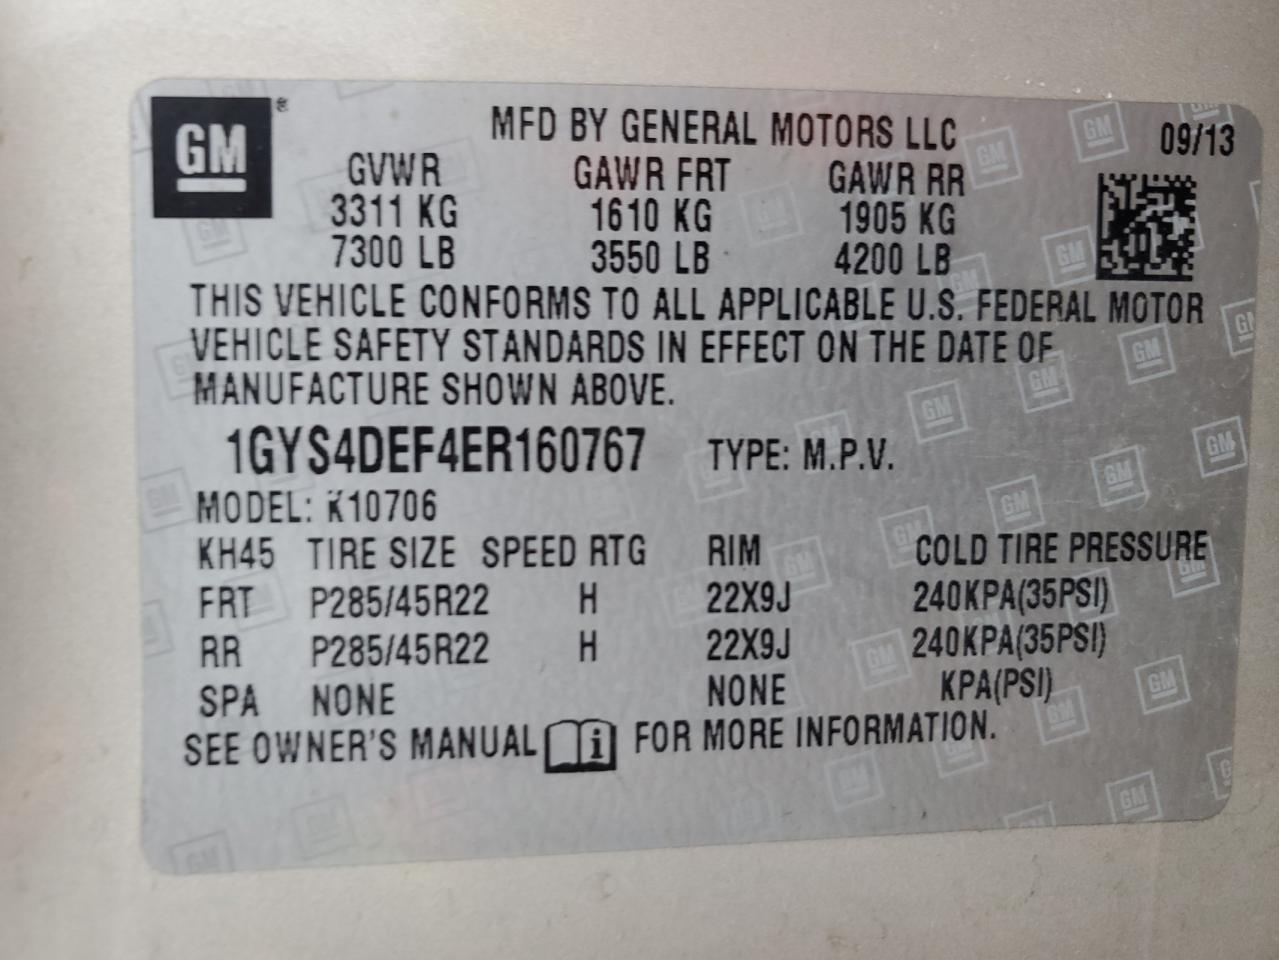 GM ®
MFD BY GENERAL MOTORS LLC 09/13
GVWR GAWR FRT GAWR RR
3311 KG 1610 KG 1905 KG
7300 LB 3550 LB 4200 LB
THIS VEHICLE CONFORMS TO ALL APPLICABLE U.S. FEDERAL MOTOR
VEHICLE SAFETY STANDARDS IN EFFECT ON THE DATE OF
MANUFACTURE SHOWN ABOVE.
1GYS4DEF4ER160767 TYPE: M.P.V.
MODEL: K10706
KH45 TIRE SIZE SPEED RTG RIM COLD TIRE PRESSURE
FRT P285/45R22 H 22X9J 240KPA(35PSI)
RR P285/45R22 H 22X9J 240KPA(35PSI)
SPA NONE NONE KPA(PSI)
SEE OWNER'S MANUAL i FOR MORE INFORMATION.